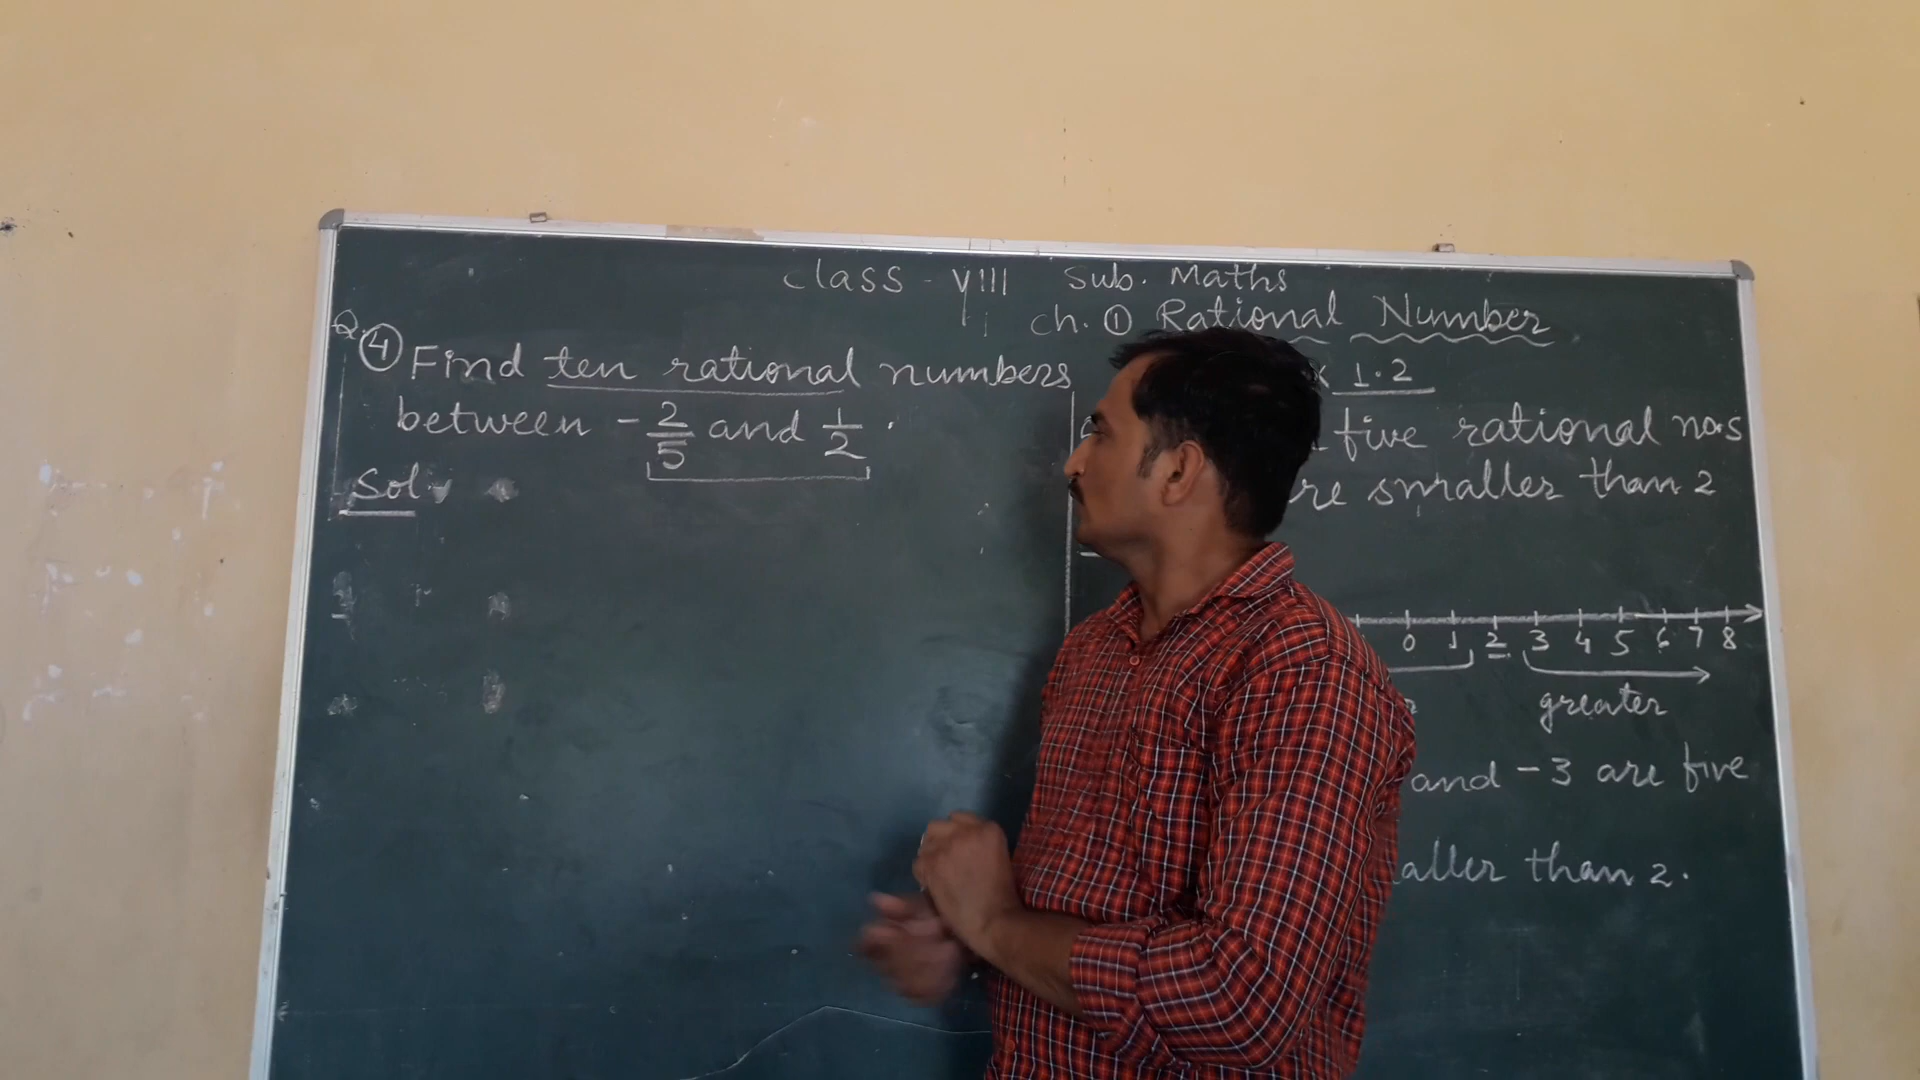 Class - VIII Sub. Maths
Ch. ① Rational Number
Q. ④ Find ten rational numbers
between - 2/5 and 1/2 .
Sol
1.2
five rational nos
re smaller than 2
0 1 2 3 4 5 6 7 8
greater
and - 3 are five
aller than 2.